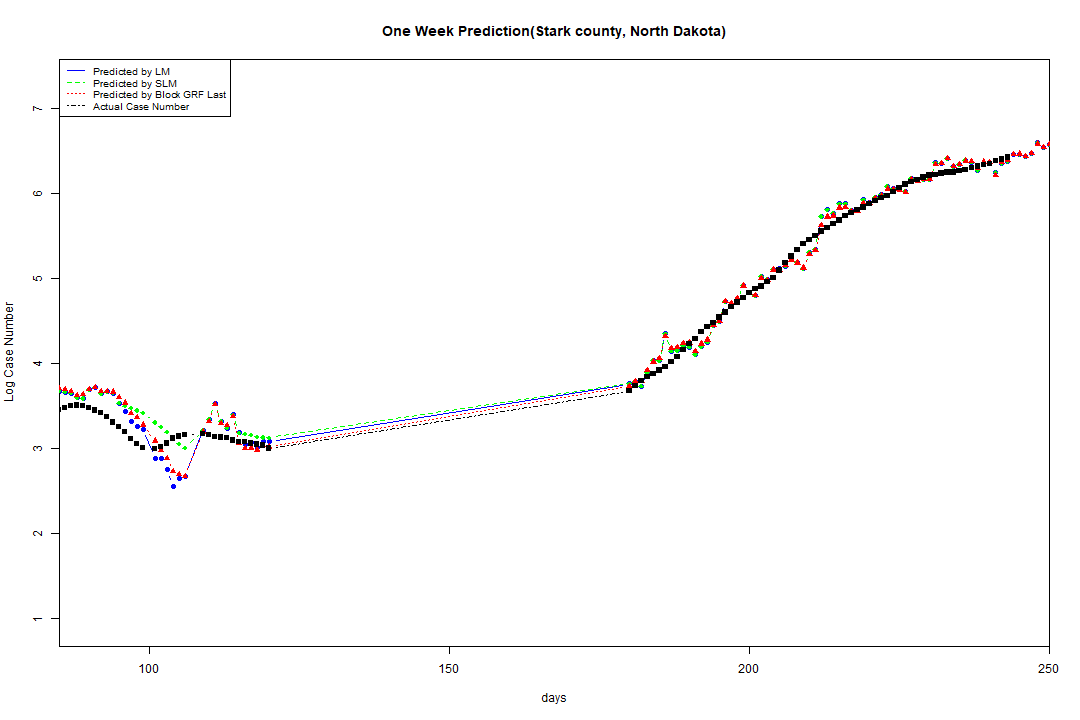 One Week Prediction(Stark county, North Dakota)
Predicted by LM
Predicted by SLM
Predicted by Block GRF Last
Actual Case Number
7
6
5
4
3
2
1
Log Case Number
100 150 200 250
days